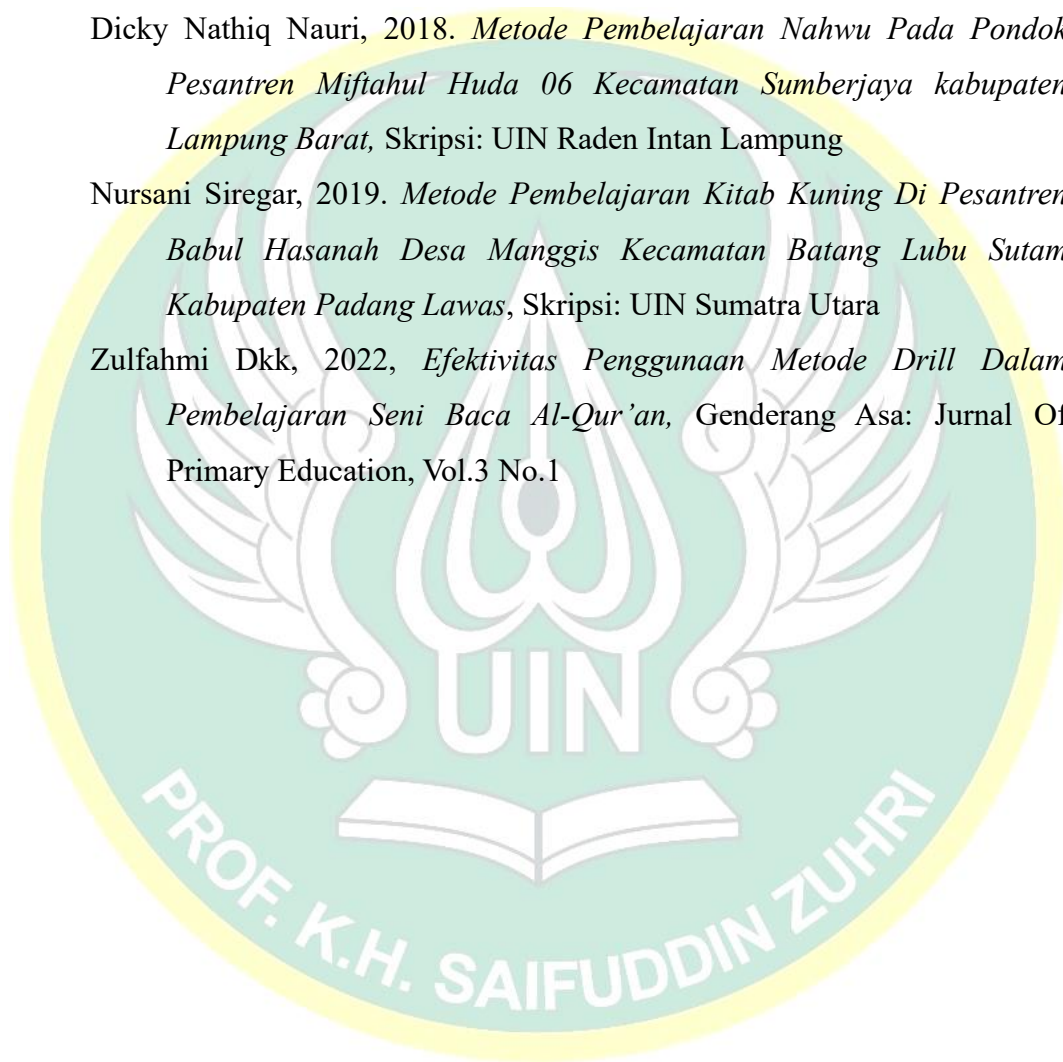 Dicky Nathiq Nauri, 2018. Metode Pembelajaran Nahwu Pada Pondok
Pesantren Miftahul Huda 06 Kecamatan Sumberjaya kabupaten
Lampung Barat, Skripsi: UIN Raden Intan Lampung
Nursani Siregar, 2019. Metode Pembelajaran Kitab Kuning Di Pesantren
Babul Hasanah Desa Manggis Kecamatan Batang Lubu Sutam
Kabupaten Padang Lawas, Skripsi: UIN Sumatra Utara
Zulfahmi Dkk, 2022, Efektivitas Penggunaan Metode Drill Dalam
Pembelajaran Seni Baca Al-Qur’an, Genderang Asa: Jurnal Of
Primary Education, Vol.3 No.1
UIN
PROF. K.H. SAIFUDDIN ZUHRI